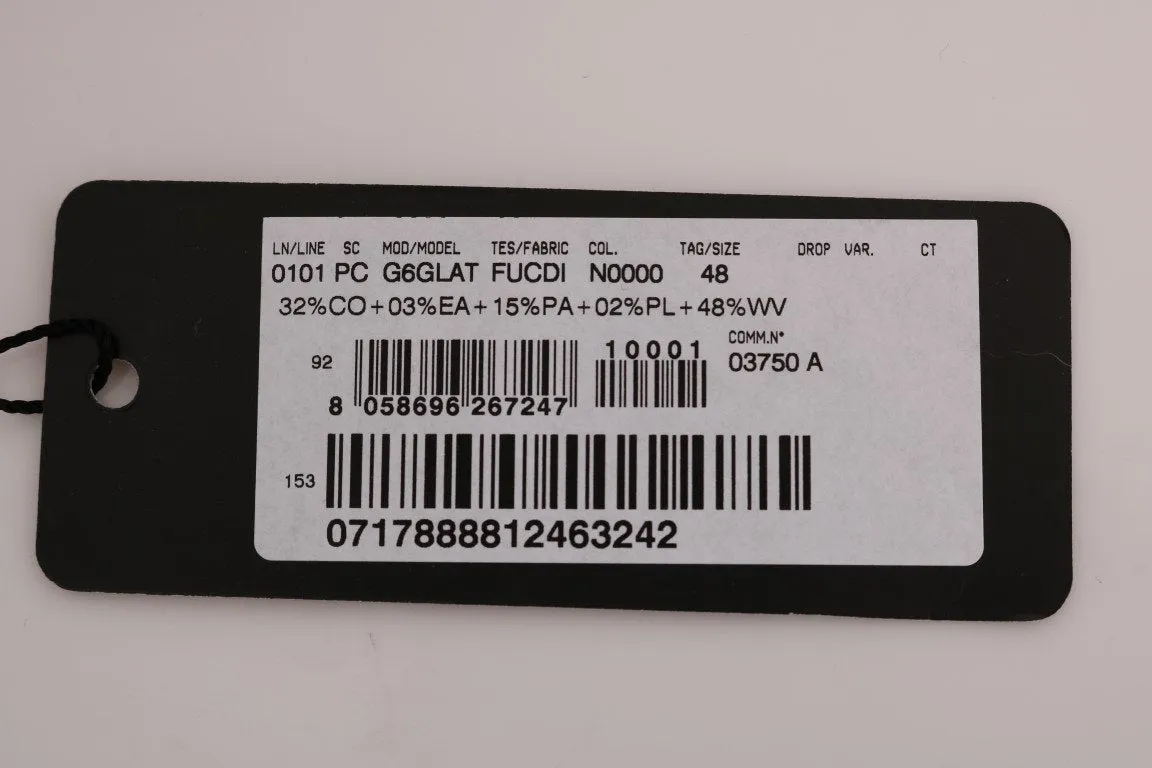 LN/LINE SC MOD/MODEL TES/FABRIC COL. TAG/SIZE DROP VAR. CT
0101 PC G6GLAT FUCDI N0000 48
32%CO+03%EA+15%PA+02%PL+48%WV
COMM.N°
92 10001 03750 A
8 058696 267247
153
0717888812463242